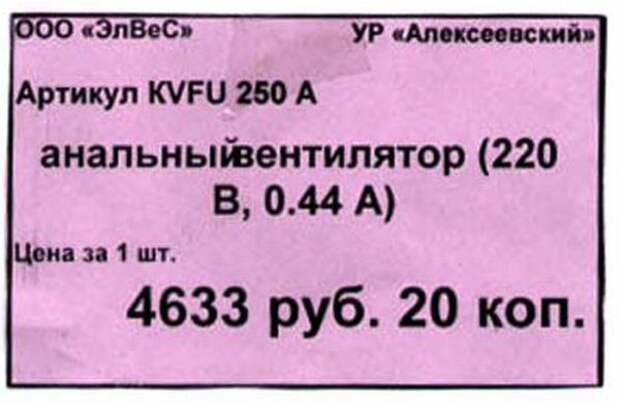 ООО «ЭлВеС» УР «Алексеевский»
Артикул KVFU 250 А
анальныйвентилятор (220
В, 0.44 А)
Цена за 1 шт.
4633 руб. 20 коп.